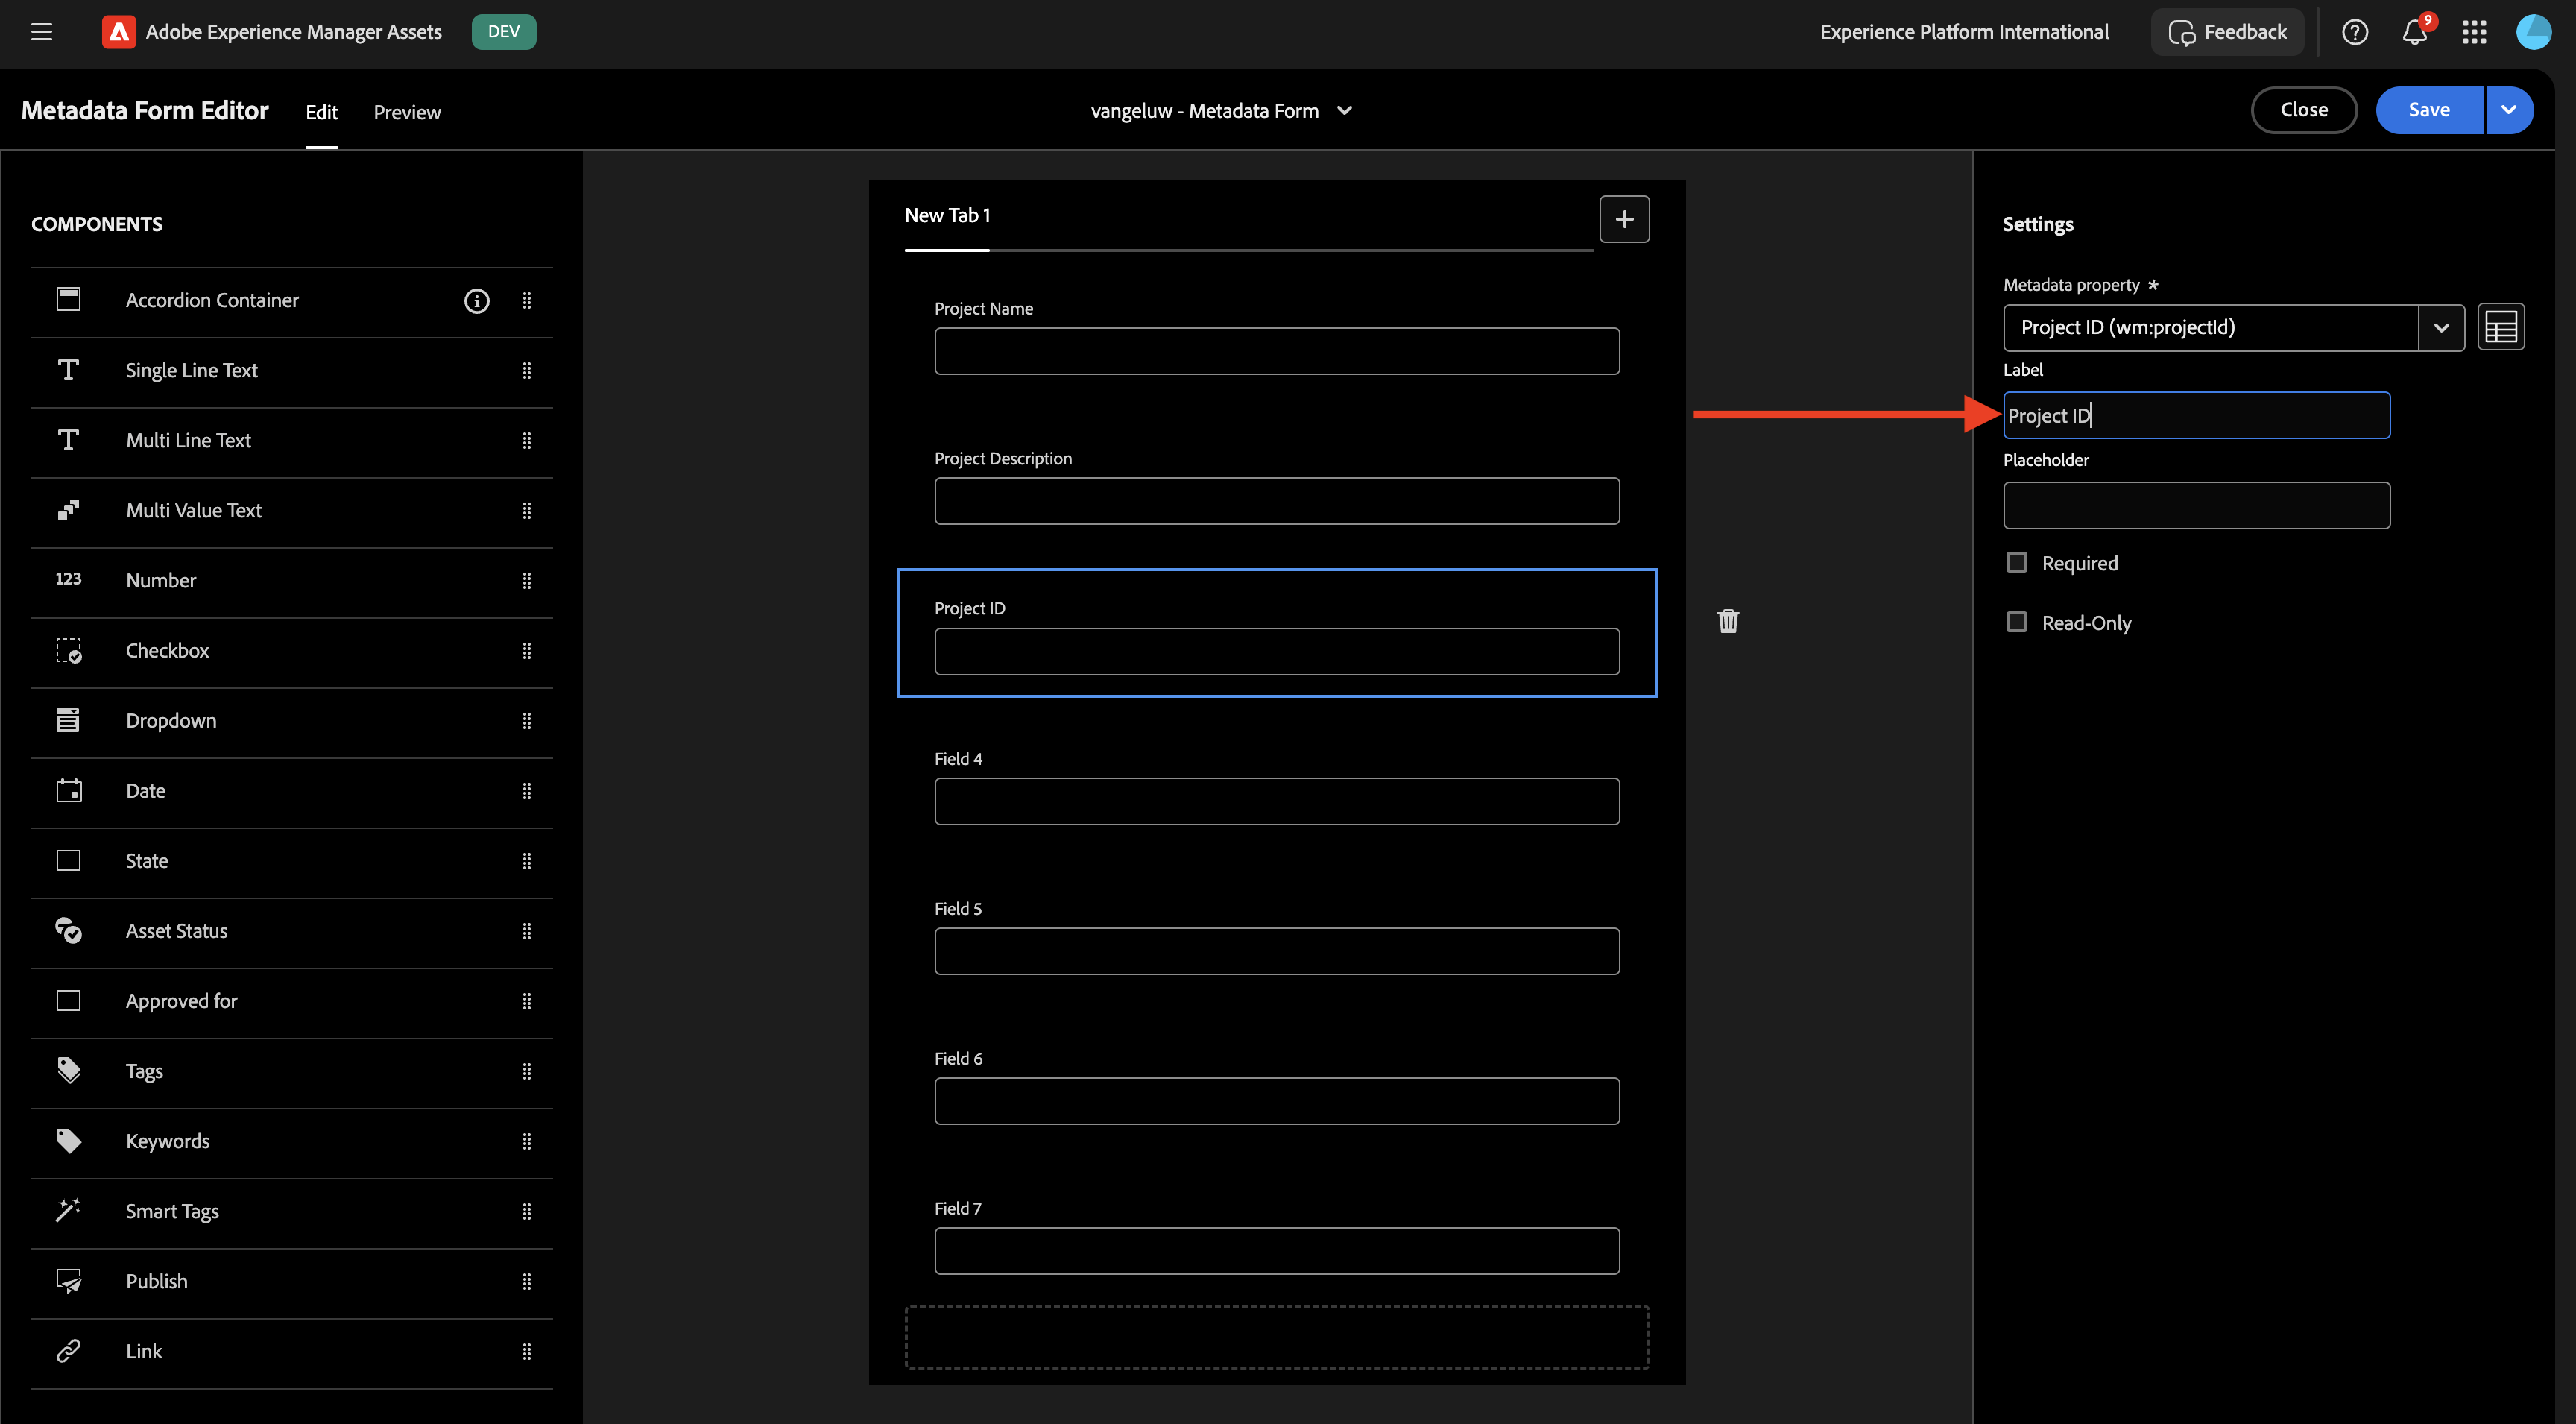 Adobe Experience Manager Assets
DEV
Experience Platform International
Feedback
9
Metadata Form Editor
Edit
Preview
vangeluw - Metadata Form
Close
Save
COMPONENTS
Accordion Container
Single Line Text
Multi Line Text
Multi Value Text
123
Number
Checkbox
Dropdown
Date
State
Asset Status
Approved for
Tags
Keywords
Smart Tags
Publish
Link
New Tab 1
Project Name
Project Description
Project ID
Field 4
Field 5
Field 6
Field 7
Settings
Metadata property *
Project ID (wm:projectId)
Label
Project ID
Placeholder
Required
Read-Only